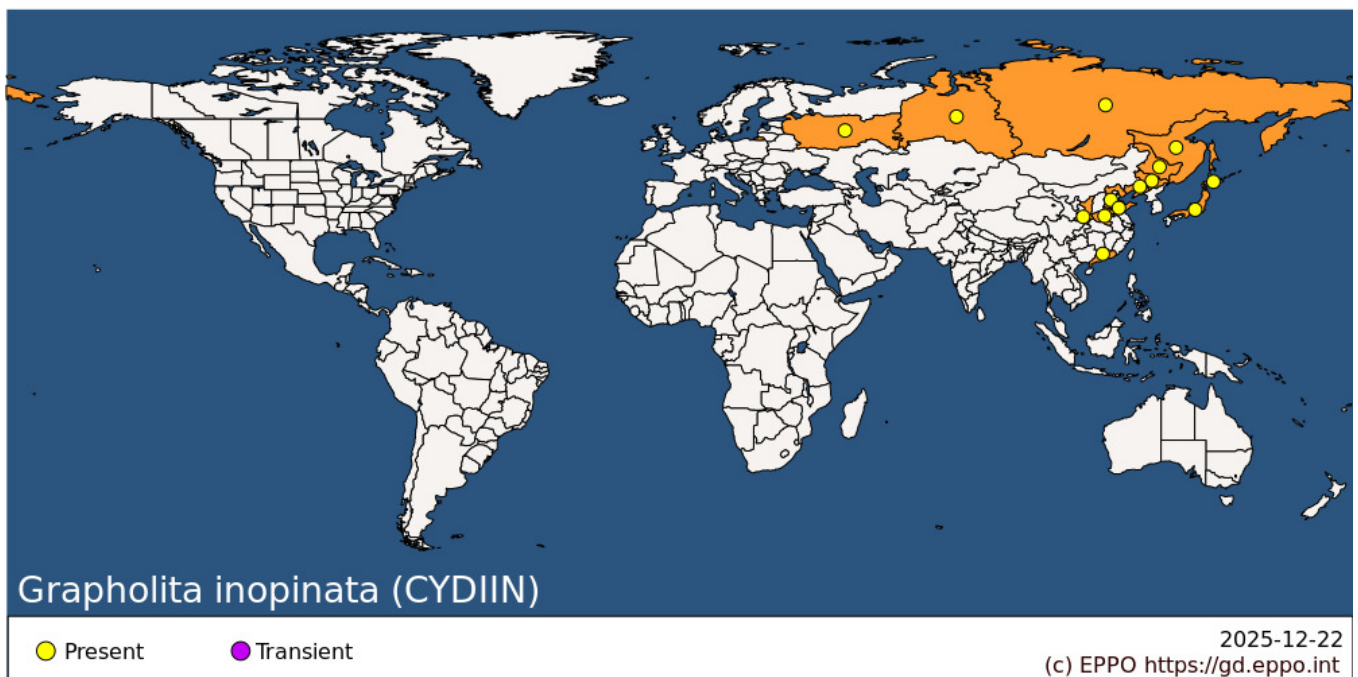 Grapholita inopinata (CYDIIN)
Present
Transient
2025-12-22
(c) EPPO https://gd.eppo.int